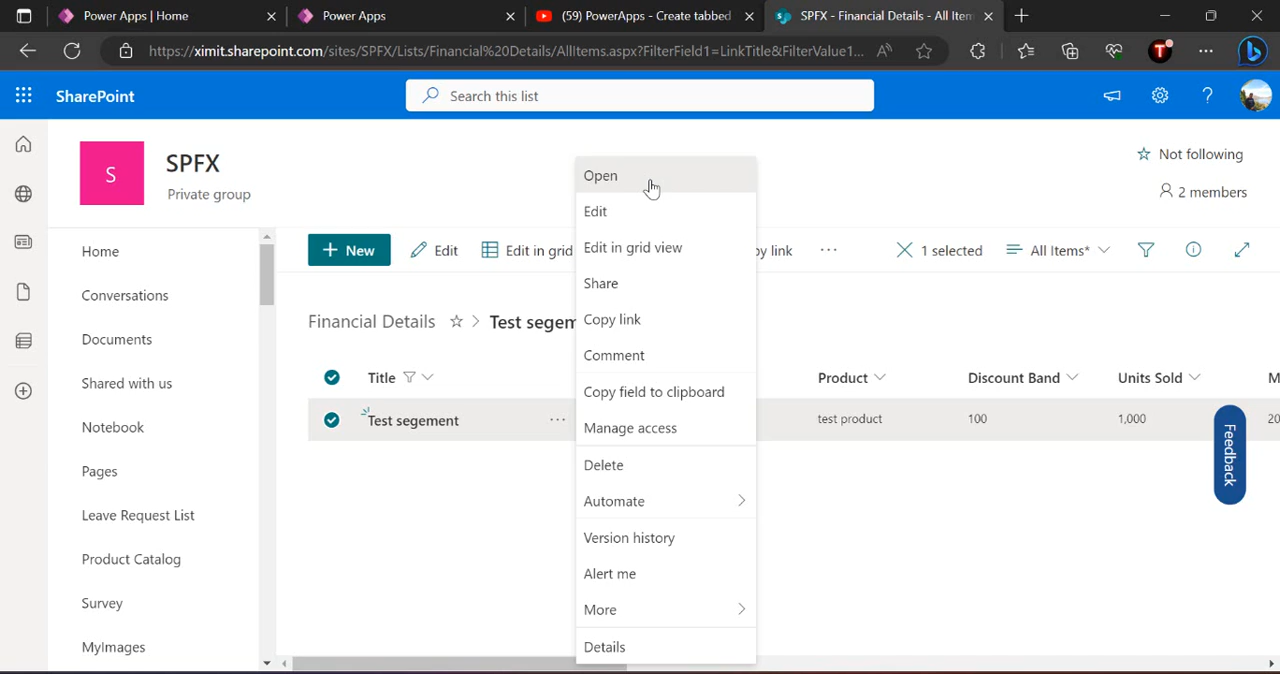 Power Apps | Home
Power Apps
(59) PowerApps - Create tabbed
SPFX - Financial Details - All Item
https://ximit.sharepoint.com/sites/SPFX/Lists/Financial%20Details/AllItems.aspx?FilterField1=LinkTitle&FilterValue1...
T
SharePoint
Search this list
S
SPFX
Private group
Not following
2 members
Home
Conversations
Documents
Shared with us
Notebook
Pages
Leave Request List
Product Catalog
Survey
MyImages
New
Edit
Edit in grid
py link
...
1 selected
All Items*
Financial Details
Test segem
Title
Product
Discount Band
Units Sold
M
Test segement
test product
100
1,000
20
Open
Edit
Edit in grid view
Share
Copy link
Comment
Copy field to clipboard
Manage access
Delete
Automate
Version history
Alert me
More
Details
Feedback